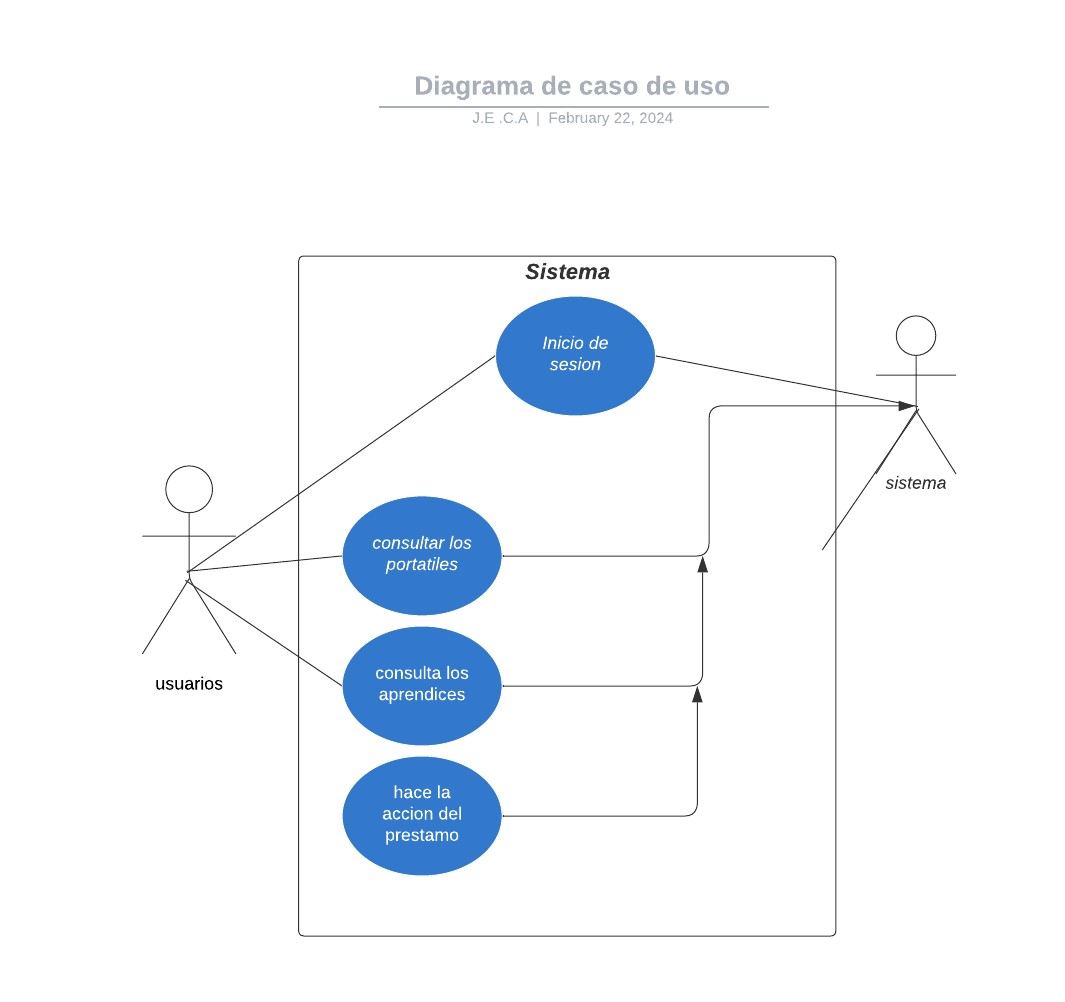 Diagrama de caso de uso
J.E .C.A | February 22, 2024
Sistema
Inicio de
sesion
sistema
consultar los
portatiles
usuarios
consulta los
aprendices
hace la
accion del
prestamo